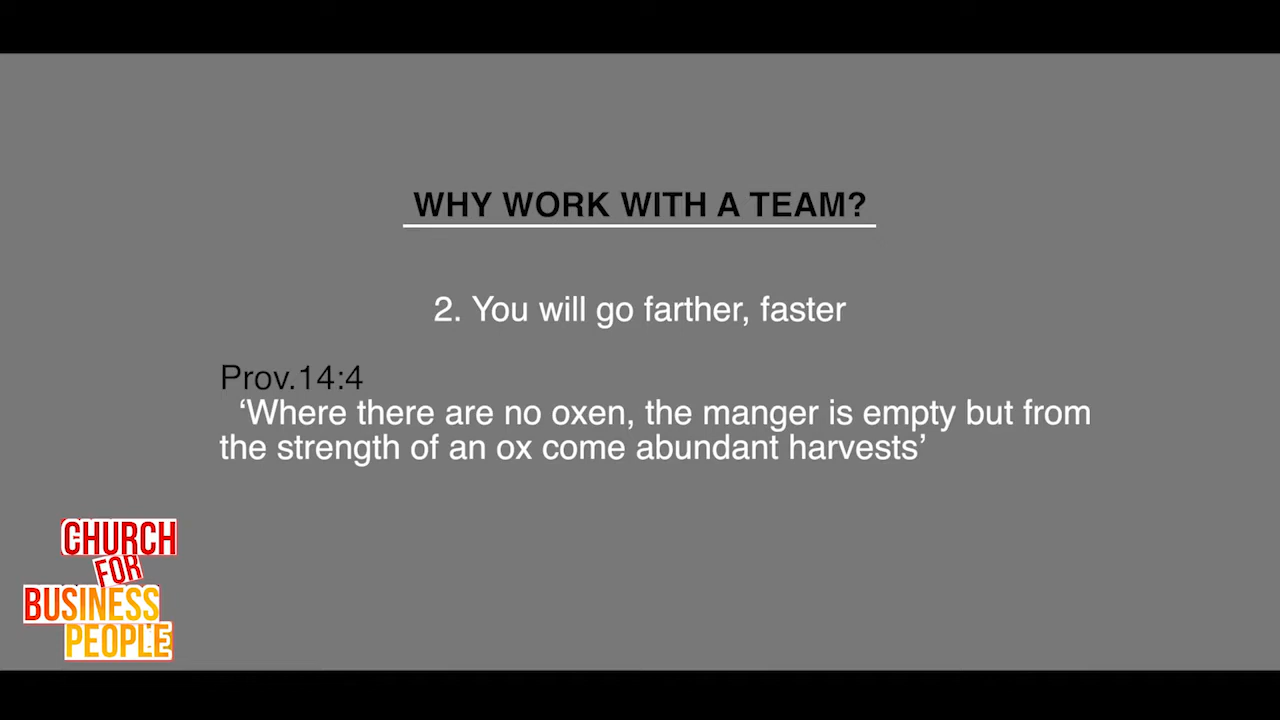 WHY WORK WITH A TEAM?
2. You will go farther, faster
Prov.14:4
‘Where there are no oxen, the manger is empty but from
the strength of an ox come abundant harvests’
CHURCH
FOR
BUSINESS
PEOPLE